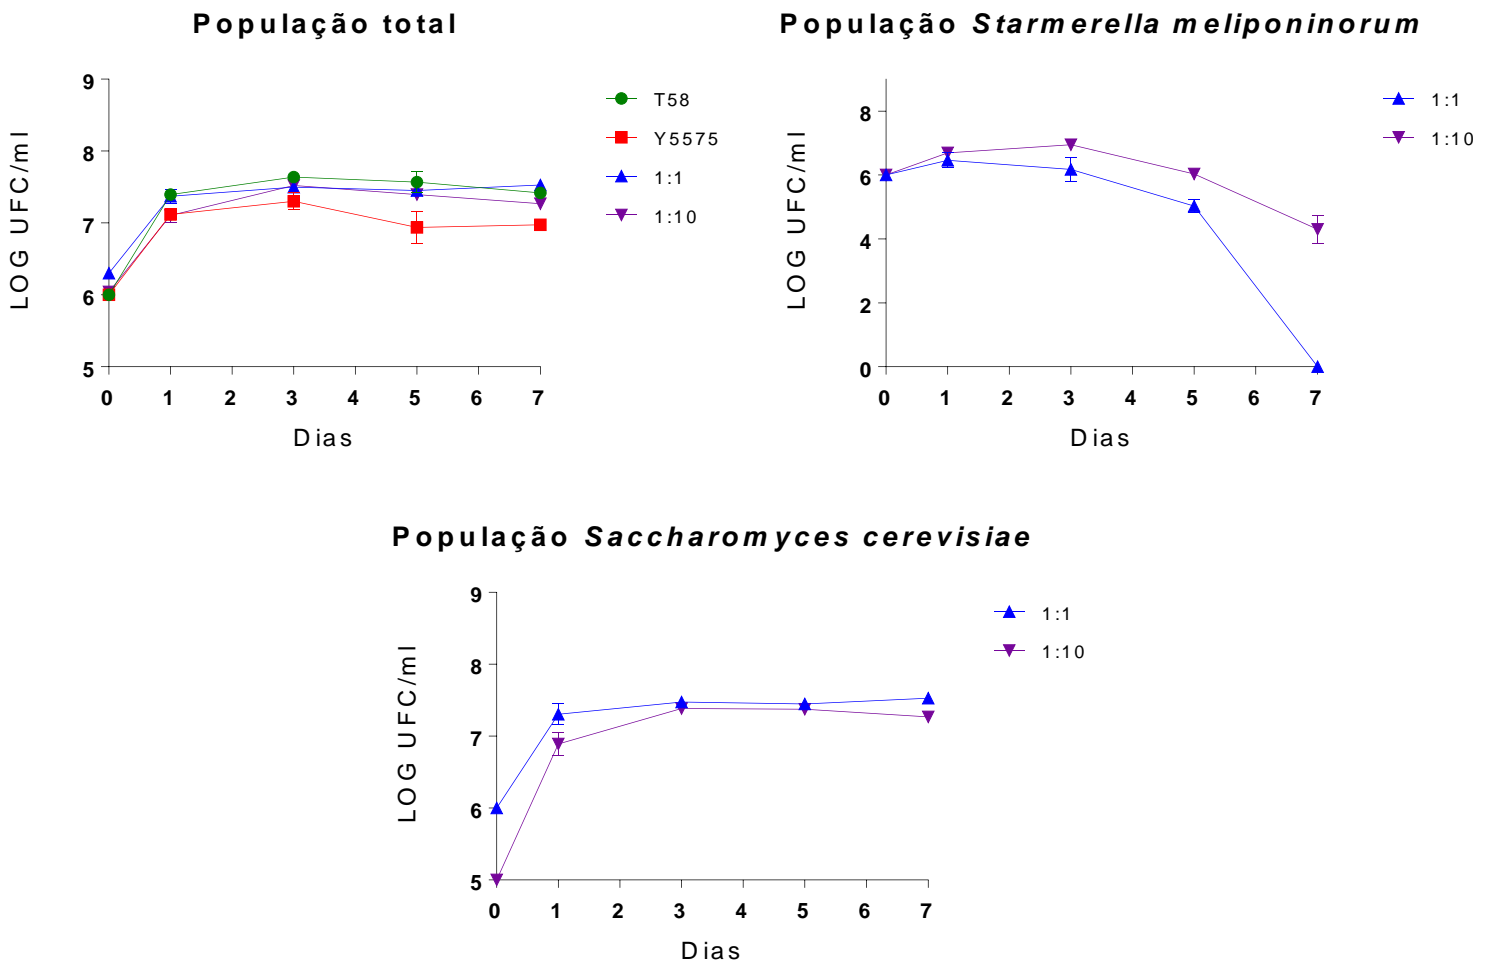 População total
9
8
7
6
5
LOG UFC/ml
0 1 2 3 4 5 6 7
Dias
T58
Y5575
1:1
1:10
População Starmerella meliponinorum
8
6
4
2
0
LOG UFC/ml
0 1 2 3 4 5 6 7
Dias
1:1
1:10
População Saccharomyces cerevisiae
9
8
7
6
5
LOG UFC/ml
0 1 2 3 4 5 6 7
Dias
1:1
1:10